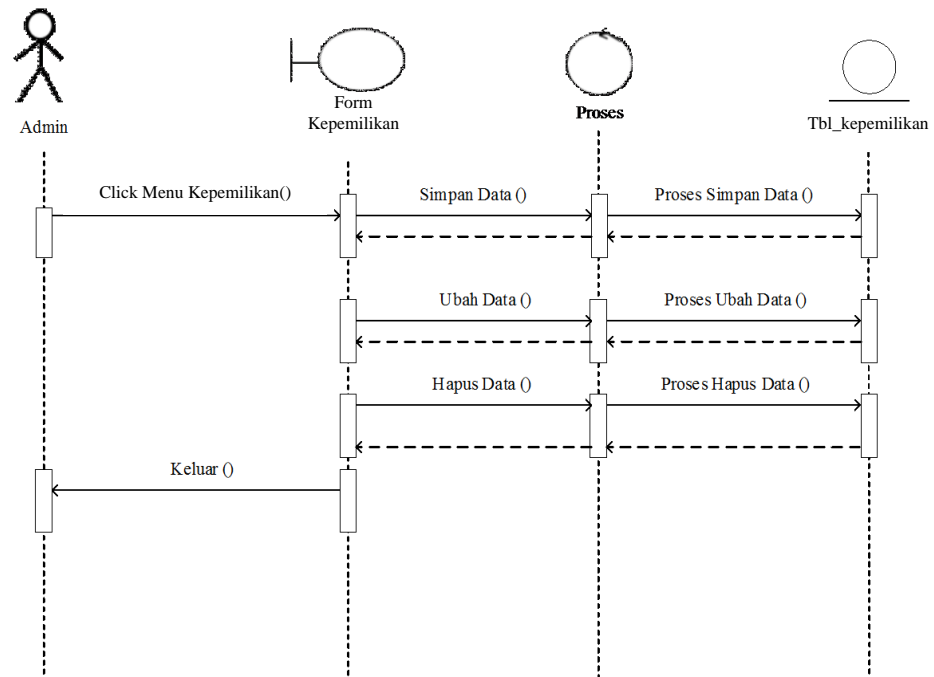 Admin
Form
Kepemilikan
Proses
Tbl_kepemilikan
Click Menu Kepemilikan()
Simpan Data ()
Proses Simpan Data ()
Ubah Data ()
Proses Ubah Data ()
Hapus Data ()
Proses Hapus Data ()
Keluar ()